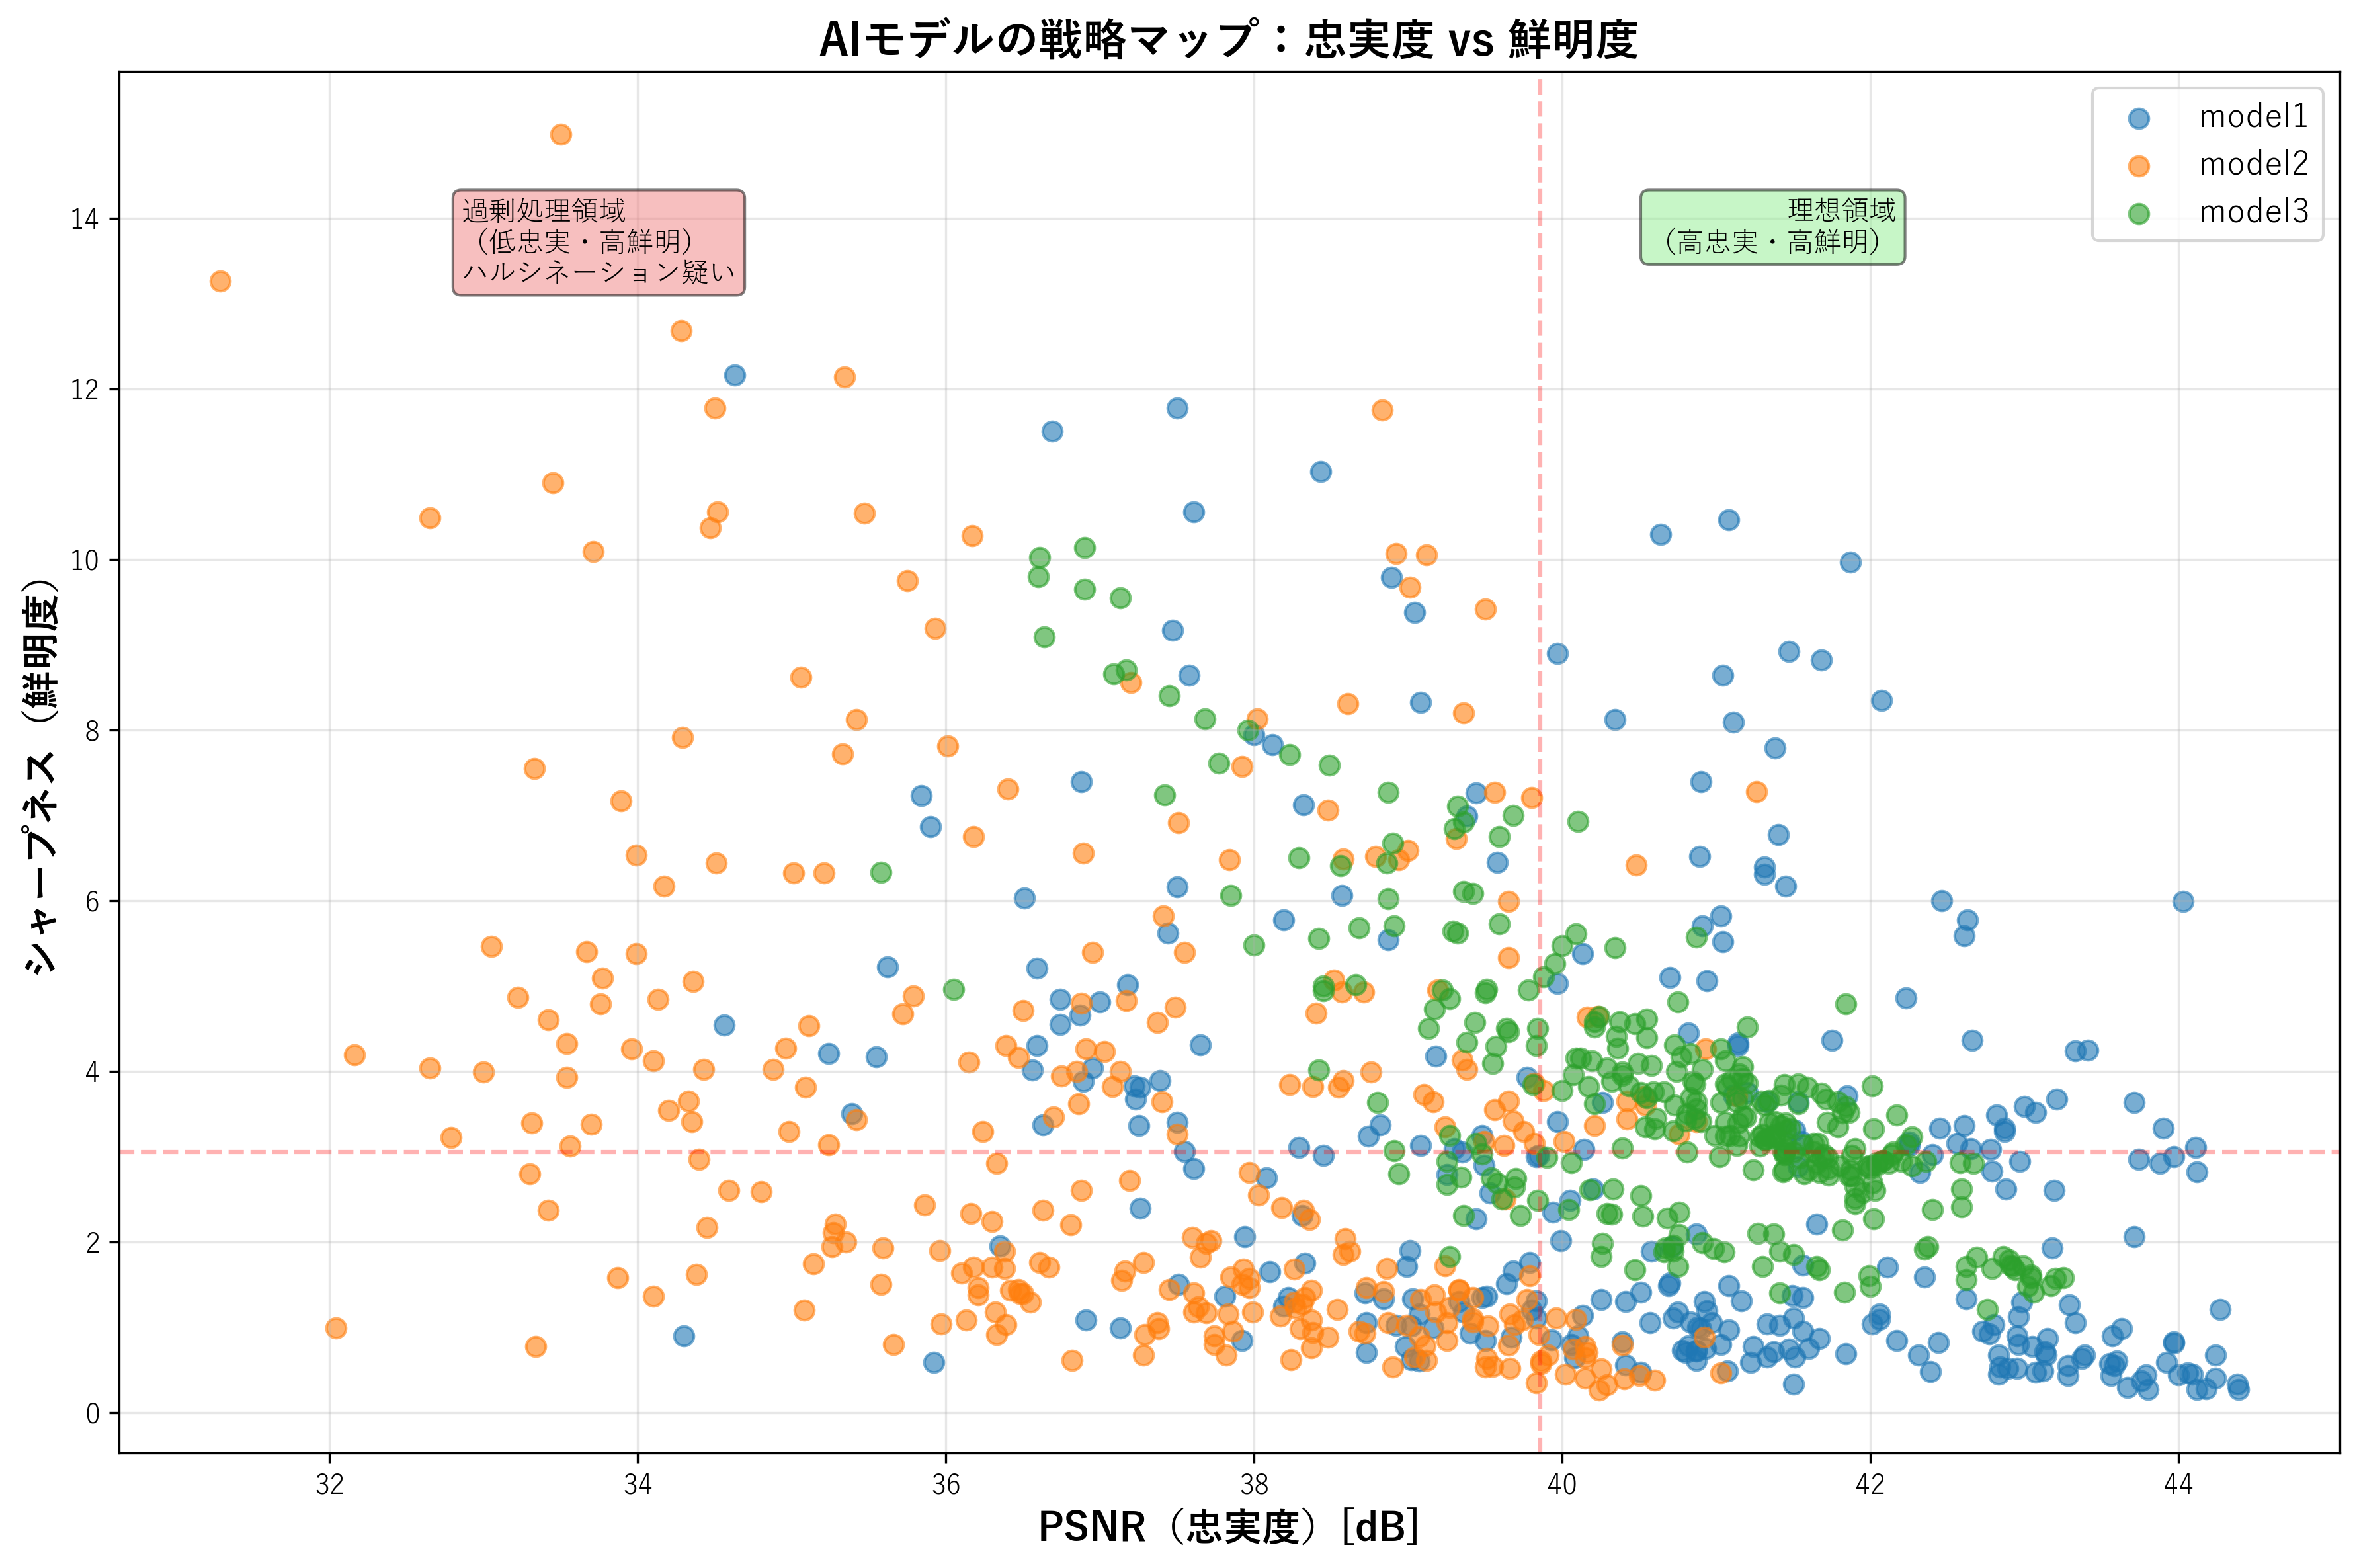 AIモデルの戦略マップ：忠実度 vs 鮮明度
model1
model2
model3
過剰処理領域
（低忠実・高鮮明）
ハルシネーション疑い
理想領域
（高忠実・高鮮明）
シャープネス（鮮明度）
14
12
10
8
6
4
2
0
32
34
36
38
40
42
44
PSNR（忠実度）[dB]